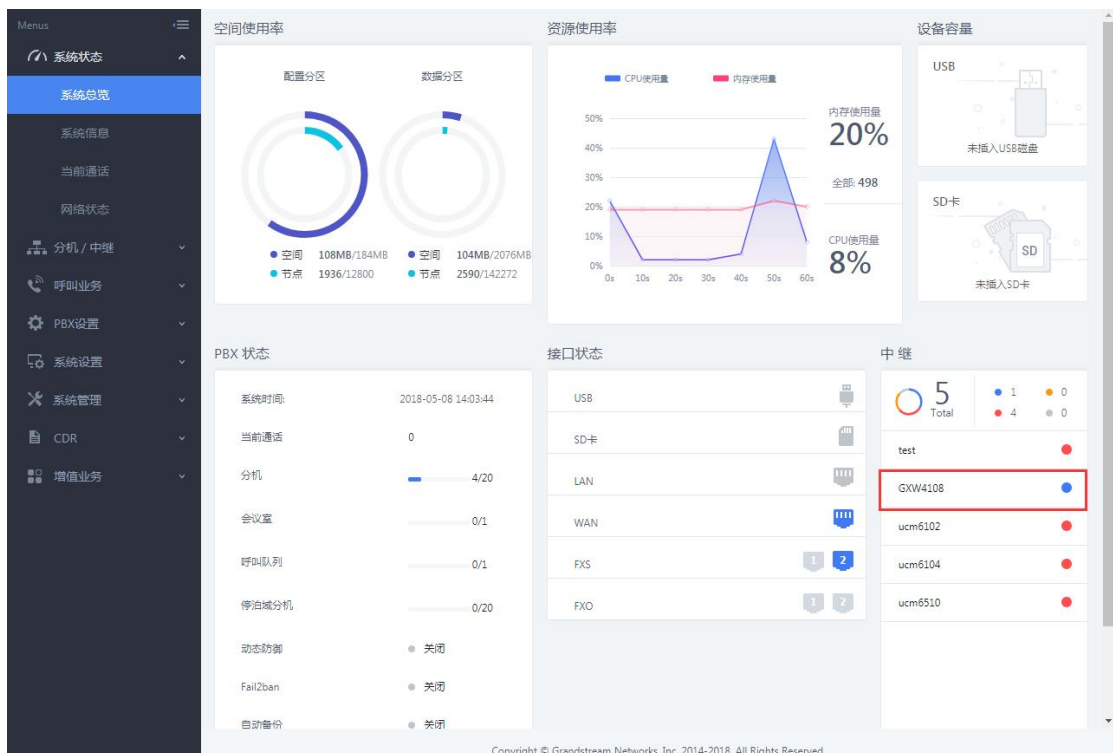 Menus
系统状态
系统总览
系统信息
当前通话
网络状态
分机 / 中继
呼叫业务
PBX设置
系统设置
系统管理
CDR
增值业务
空间使用率
配置分区
数据分区
空间 108MB/184MB
节点 1936/12800
空间 104MB/2076MB
节点 2590/142272
资源使用率
CPU使用量
内存使用量
50%
40%
30%
20%
10%
0%
0s 10s 20s 30s 40s 50s 60s
内存使用量
20%
全部: 498
CPU使用量
8%
设备容量
USB
未插入USB磁盘
SD卡
SD
未插入SD卡
PBX 状态
系统时间: 2018-05-08 14:03:44
当前通话 0
分机 4/20
会议室 0/1
呼叫队列 0/1
停泊域分机 0/20
动态防御 关闭
Fail2ban 关闭
自动备份 关闭
接口状态
USB
SD卡
LAN
WAN
FXS 1 2
FXO 1 2
中 继
5
Total
1 0
4 0
test
GXW4108
ucm6102
ucm6104
ucm6510
Copyright © Grandstream Networks, Inc. 2014-2018. All Rights Reserved.